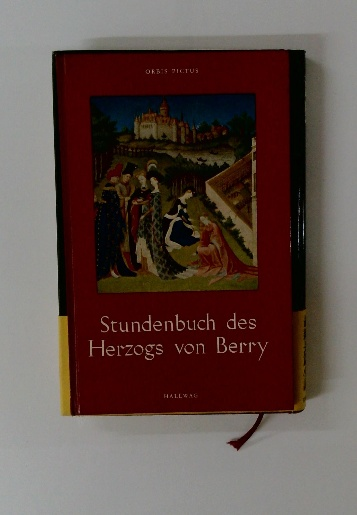 ORBIS PICTUS
Stundenbuch des
Herzogs von Berry
HALLWAG